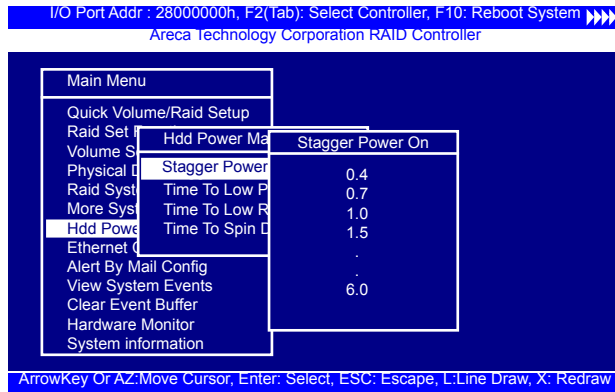 I/O Port Addr : 28000000h, F2(Tab): Select Controller, F10: Reboot System
Areca Technology Corporation RAID Controller
Main Menu
Quick Volume/Raid Setup
Raid Set
Volume
Physical
Raid
More
Hdd
Ethernet
Alert By Mail Config
View System Events
Clear Event Buffer
Hardware Monitor
System information
Hdd Power
Stagger Power
Time To Low
Time To Low
Time To Spin
Stagger Power On
0.4
0.7
1.0
1.5
.
.
6.0
ArrowKey Or AZ:Move Cursor, Enter: Select, ESC: Escape, L:Line Draw, X: Redraw